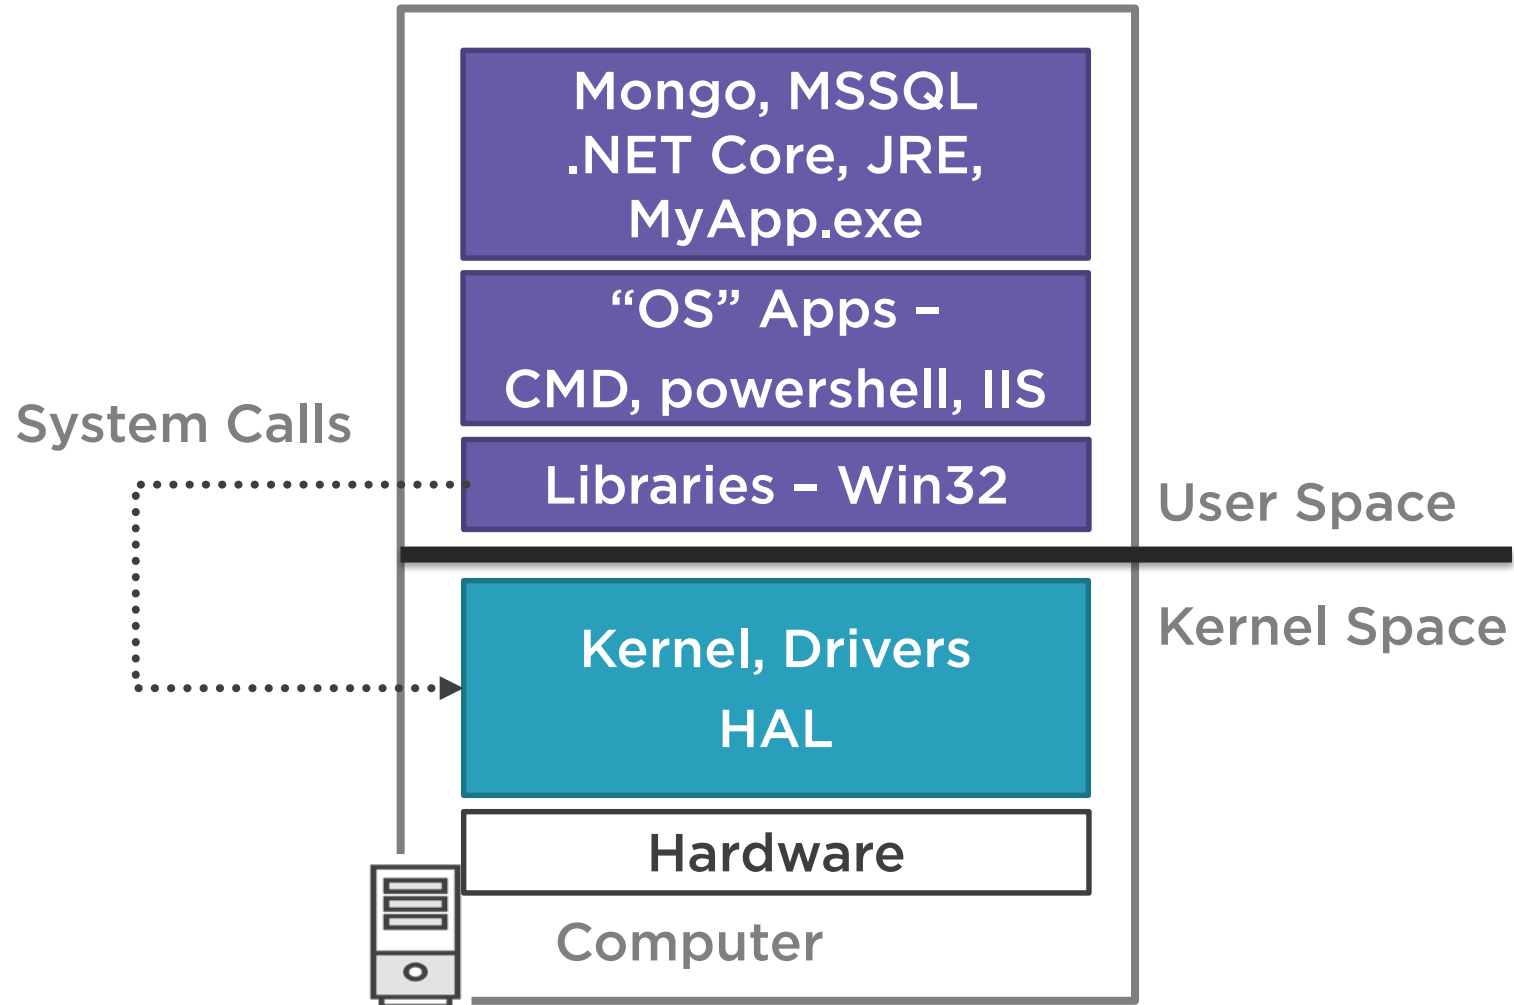 Mongo, MSSQL
.NET Core, JRE,
MyApp.exe
“OS” Apps –
CMD, powershell, IIS
System Calls
Libraries – Win32
User Space
Kernel Space
Kernel, Drivers
HAL
Hardware
Computer